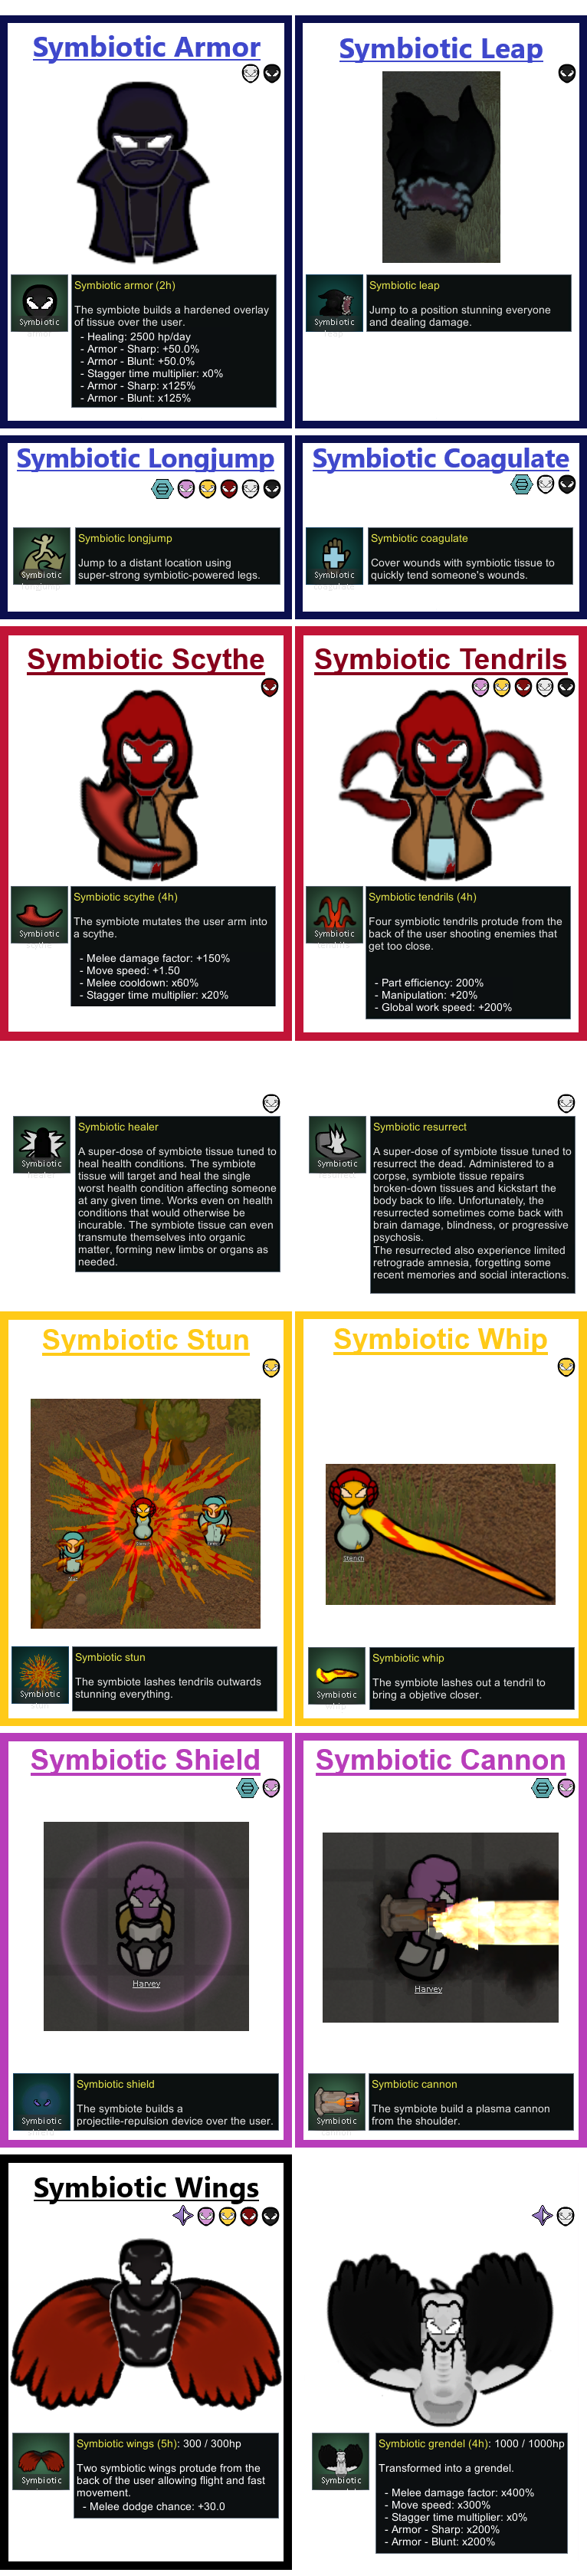 Symbiotic Armor
Symbiotic armor (2h)
The symbiote builds a hardened overlay
of tissue over the user.
- Healing: 2500 hp/day
- Armor - Sharp: +50.0%
- Armor - Blunt: +50.0%
- Stagger time multiplier: x0%
- Armor - Sharp: x125%
- Armor - Blunt: x125%
Symbiotic
Symbiotic Leap
Symbiotic leap
Jump to a position stunning everyone
and dealing damage.
Symbiotic
leap
Symbiotic Longjump
Symbiotic longjump
Jump to a distant location using
super-strong symbiotic-powered legs.
Symbiotic
longjump
Symbiotic Coagulate
Symbiotic coagulate
Cover wounds with symbiotic tissue to
quickly tend someone's wounds.
Symbiotic
coagulate
Symbiotic Scythe
Symbiotic scythe (4h)
The symbiote mutates the user arm into
a scythe.
- Melee damage factor: +150%
- Move speed: +1.50
- Melee cooldown: x60%
- Stagger time multiplier: x20%
Symbiotic
Symbiotic Tendrils
Symbiotic tendrils (4h)
Four symbiotic tendrils protude from the
back of the user shooting enemies that
get too close.
- Part efficiency: 200%
- Manipulation: +20%
- Global work speed: +200%
Symbiotic
Symbiotic healer
A super-dose of symbiote tissue tuned to
heal health conditions. The symbiote
tissue will target and heal the single
worst health condition affecting someone
at any given time. Works even on health
conditions that would otherwise be
incurable. The symbiote tissue can even
transmute themselves into organic
matter, forming new limbs or organs as
needed.
Symbiotic
Symbiotic resurrect
A super-dose of symbiote tissue tuned to
resurrect the dead. Administered to a
corpse, symbiote tissue repairs
broken-down tissues and kickstart the
body back to life. Unfortunately, the
resurrected sometimes come back with
brain damage, blindness, or progressive
psychosis.
The resurrected also experience limited
retrograde amnesia, forgetting some
recent memories and social interactions.
Symbiotic
Symbiotic Stun
Symbiotic stun
The symbiote lashes tendrils outwards
stunning everything.
Symbiotic
Symbiotic Whip
Stench
Symbiotic whip
The symbiote lashes out a tendril to
bring a objetive closer.
Symbiotic
whip
Symbiotic Shield
Harvey
Symbiotic shield
The symbiote builds a
projectile-repulsion device over the user.
Symbiotic
shield
Symbiotic Cannon
Harvey
Symbiotic cannon
The symbiote build a plasma cannon
from the shoulder.
Symbiotic
cannon
Symbiotic Wings
Symbiotic wings (5h): 300 / 300hp
Two symbiotic wings protude from the
back of the user allowing flight and fast
movement.
- Melee dodge chance: +30.0
Symbiotic
Symbiotic grendel (4h): 1000 / 1000hp
Transformed into a grendel.
- Melee damage factor: x400%
- Move speed: x300%
- Stagger time multiplier: x0%
- Armor - Sharp: x200%
- Armor - Blunt: x200%
Symbiotic